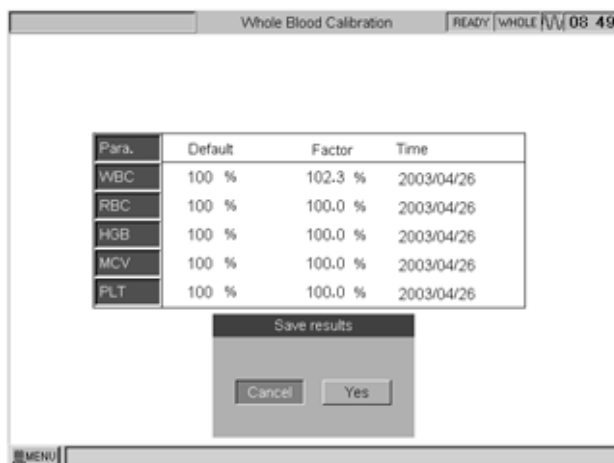 Whole Blood Calibration READY WHOLE 08 49
Para. Default Factor Time
WBC 100 % 102.3 % 2003/04/26
RBC 100 % 100.0 % 2003/04/26
HGB 100 % 100.0 % 2003/04/26
MCV 100 % 100.0 % 2003/04/26
PLT 100 % 100.0 % 2003/04/26
Save results
Cancel Yes
MENU